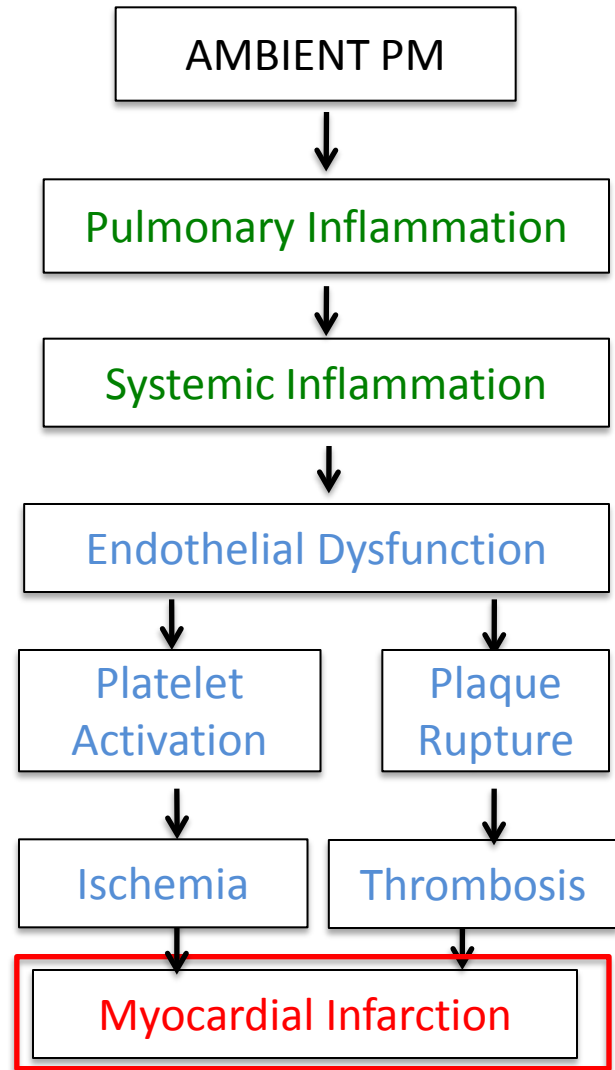 AMBIENT PM
Pulmonary Inflammation
Systemic Inflammation
Endothelial Dysfunction
Platelet
Activation
Plaque
Rupture
Ischemia
Thrombosis
Myocardial Infarction